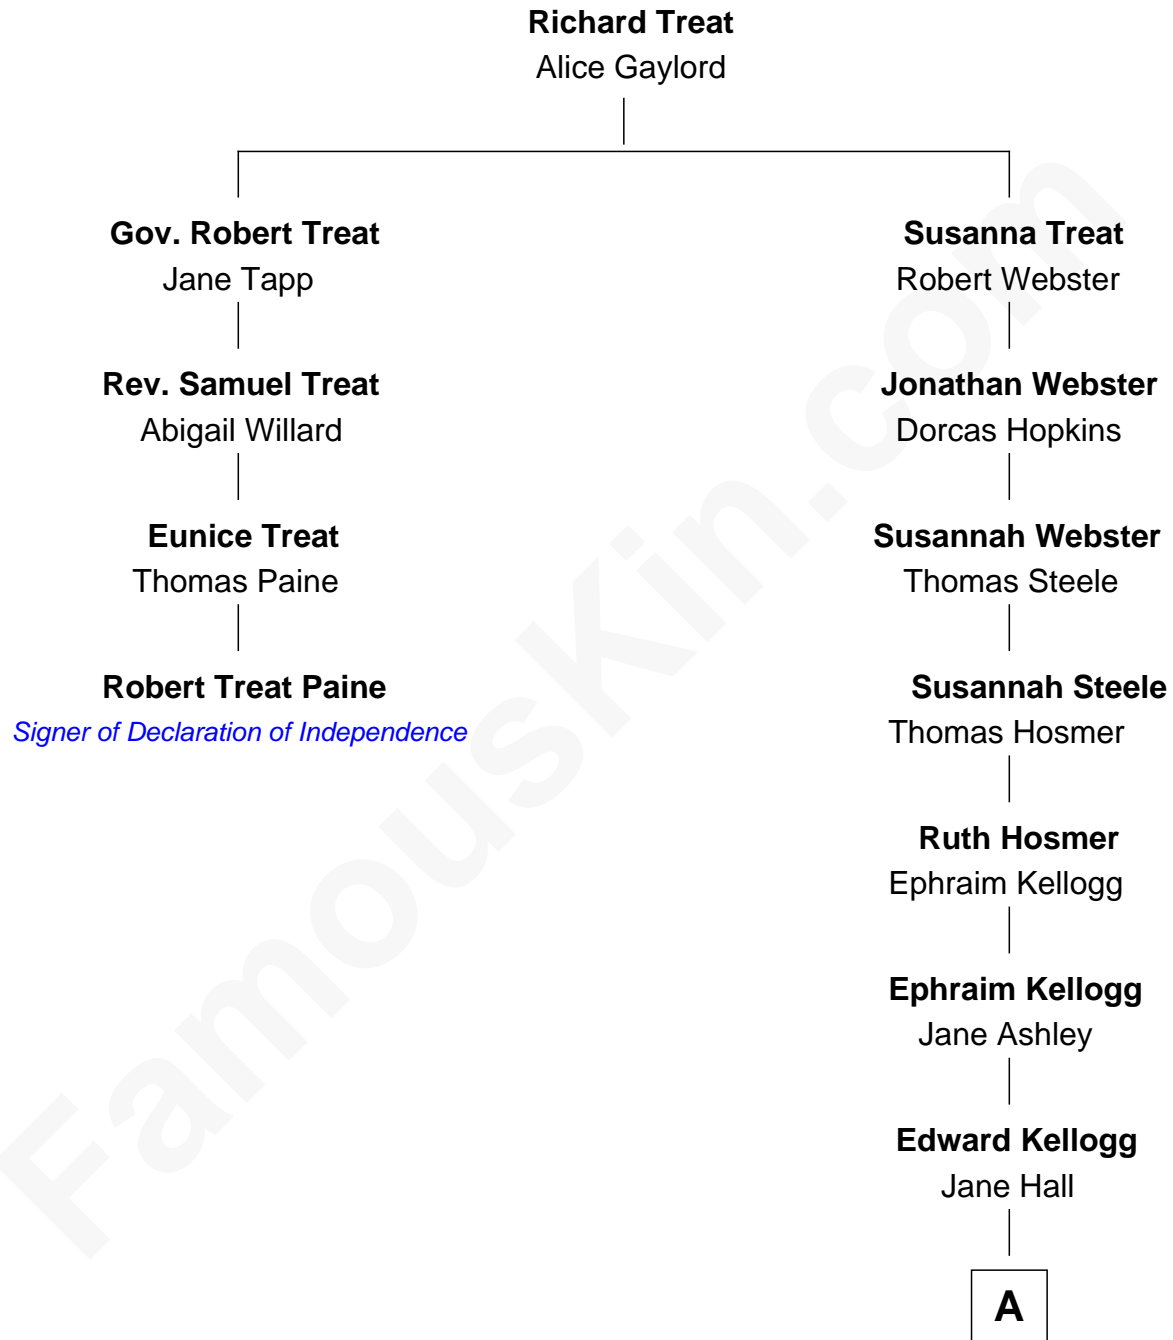 Richard Treat
Alice Gaylord
Gov. Robert Treat
Jane Tapp
Rev. Samuel Treat
Abigail Willard
Eunice Treat
Thomas Paine
Robert Treat Paine
Signer of Declaration of Independence
Susanna Treat
Robert Webster
Jonathan Webster
Dorcas Hopkins
Susannah Webster
Thomas Steele
Susannah Steele
Thomas Hosmer
Ruth Hosmer
Ephraim Kellogg
Ephraim Kellogg
Jane Ashley
Edward Kellogg
Jane Hall
A
FamousKin.com